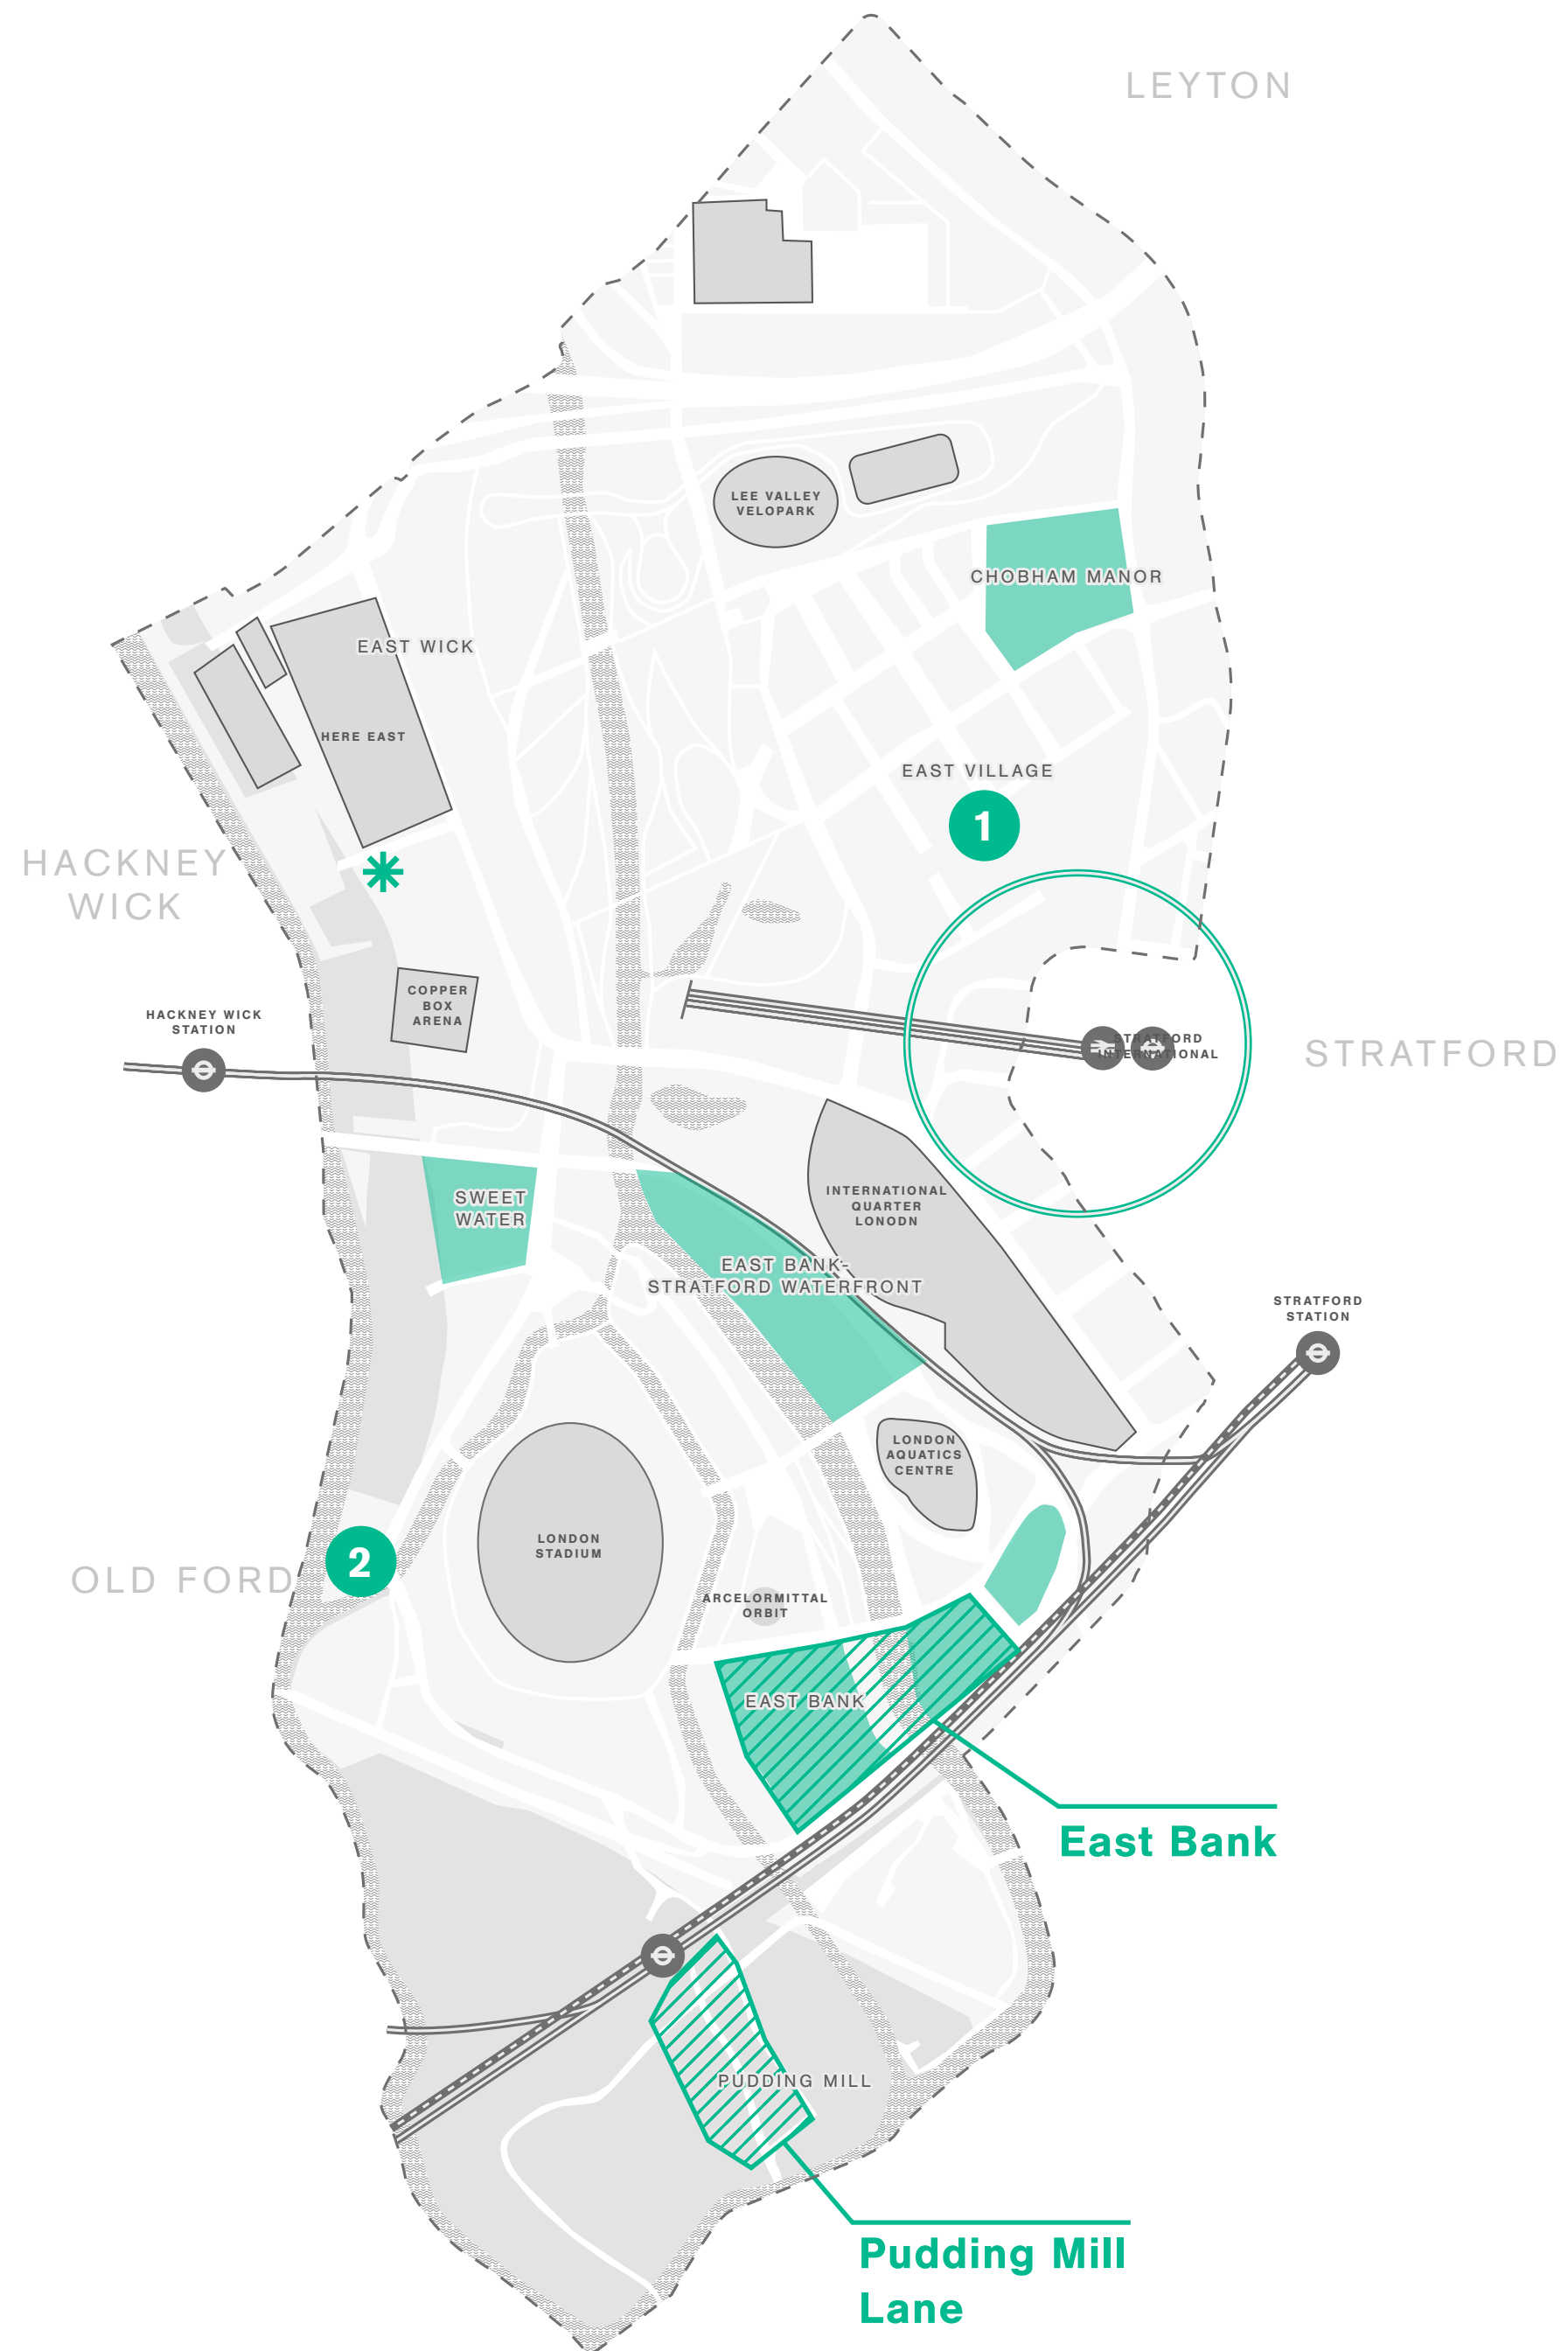 LEYTON
LEE VALLEY
VELOPARK
CHOBHAM MANOR
EAST WICK
HERE EAST
EAST VILLAGE
1
HACKNEY
WICK
COPPER
BOX
ARENA
HACKNEY WICK
STATION
STRATFORD
INTERNATIONAL
STRATFORD
SWEET
WATER
INTERNATIONAL
QUARTER
LONODN
EAST BANK-
STRATFORD WATERFRONT
STRATFORD
STATION
LONDON
AQUATICS
CENTRE
LONDON
STADIUM
2
OLD FORD
ARCELORMITTAL
ORBIT
EAST BANK
East Bank
PUDDING MILL
Pudding Mill
Lane